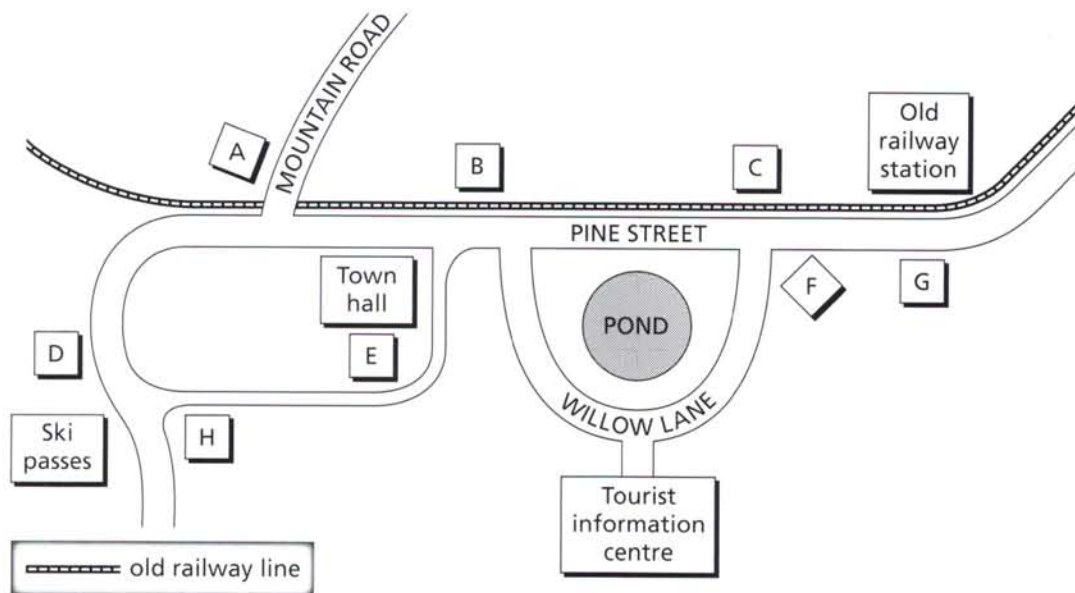 MOUNTAIN ROAD
A
B
C
Old
railway
station
PINE STREET
Town
hall
POND
F
G
D
E
WILLOW LANE
Ski
passes
H
Tourist
information
centre
old railway line